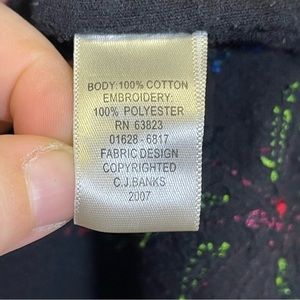 BODY:100% COTTON
EMBROIDERY:
100% POLYESTER
RN 63823
01628 - 6817
FABRIC DESIGN
COPYRIGHTED
C.J.BANKS
2007